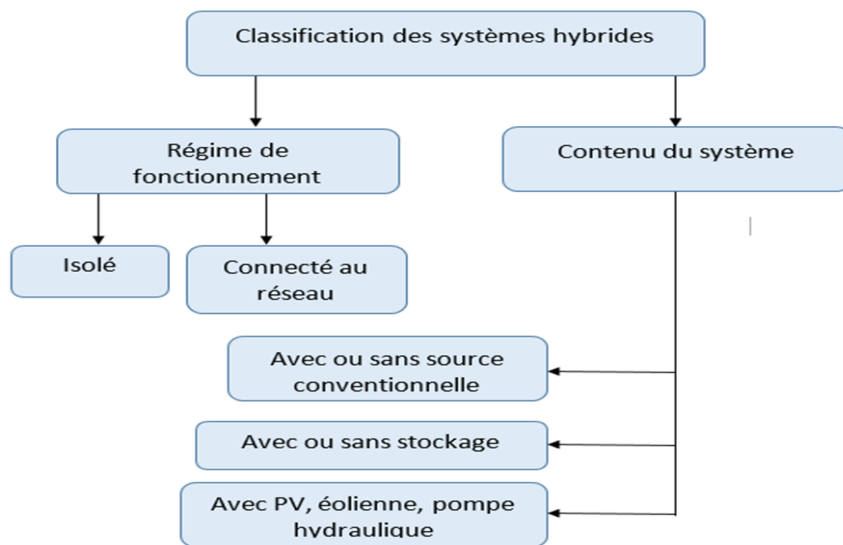 Classification des systèmes hybrides
Régime de
fonctionnement
Contenu du système
Isolé
Connecté au
réseau
Avec ou sans source
conventionnelle
Avec ou sans stockage
Avec PV, éolienne, pompe
hydraulique